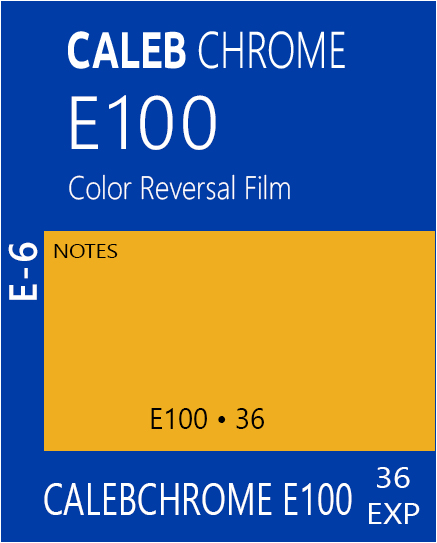 CALEB CHROME
E100
Color Reversal Film
E-6
NOTES
E100 • 36
CALEBCHROME E100
36
EXP